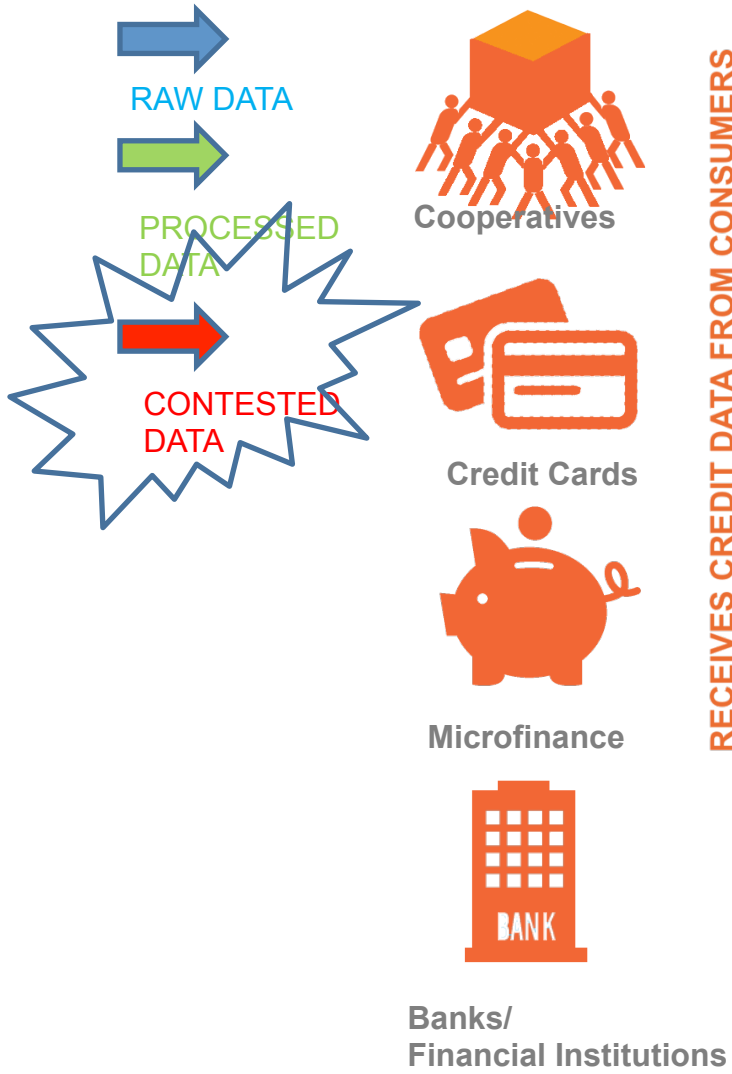 RAW DATA
PROCESSED
DATA
CONTESTED
DATA
Cooperatives
Credit Cards
Microfinance
BANK
Banks/
Financial Institutions
RECEIVES CREDIT DATA FROM CONSUMERS